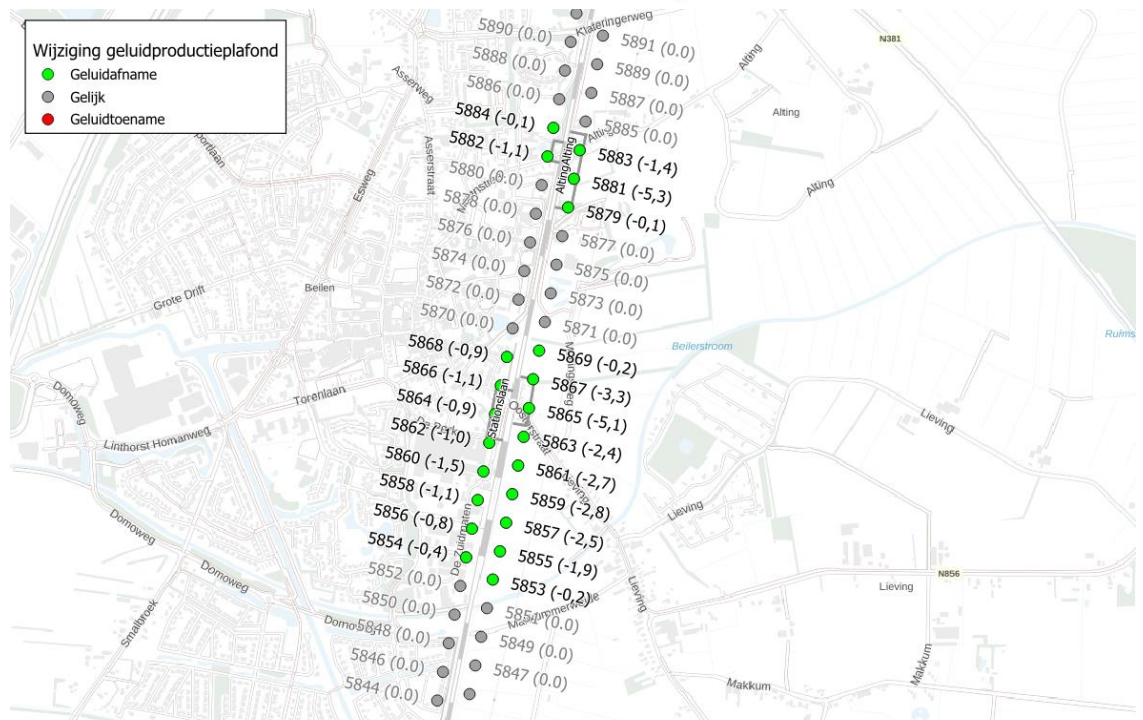 Wijziging geluidproductieplafond
Geluidafname
Gelijk
Geluidtoename
Klateringerweg
5890 (0.0)
5891 (0.0)
N381
Alting
5888 (0.0)
5889 (0.0)
Asserweg
5886 (0.0)
5887 (0.0)
5884 (-0,1)
5885 (0.0)
Alting
Esweg
Asserstraat
5882 (-1,1)
5883 (-1,4)
AltingAlting
5880 (0.0)
5881 (-5,3)
Alting
5878 (0.0)
5879 (-0,1)
5876 (0.0)
5877 (0.0)
5874 (0.0)
5875 (0.0)
Beilen
Grote Drift
5872 (0.0)
5873 (0.0)
5870 (0.0)
5871 (0.0)
Beilerstroom
5868 (-0,9)
5869 (-0,2)
5866 (-1,1)
5867 (-3,3)
Domoweg
Torenlaan
Stationslaan
5864 (-0,9)
5865 (-5,1)
Lieving
Linthorst Homanweg
5862 (-1,0)
5863 (-2,4)
5860 (-1,5)
5861 (-2,7)
Lieving
5858 (-1,1)
5859 (-2,8)
Lieving
5856 (-0,8)
5857 (-2,5)
De Zuidmaten
Domoweg
5854 (-0,4)
5855 (-1,9)
Domoweg
5852 (0.0)
5853 (-0,2)
Lieving
N856
Lieving
5850 (0.0)
5851 (0.0)
Smalbroek
5848 (0.0)
5849 (0.0)
5846 (0.0)
5847 (0.0)
Makkum
Makkum
5844 (0.0)